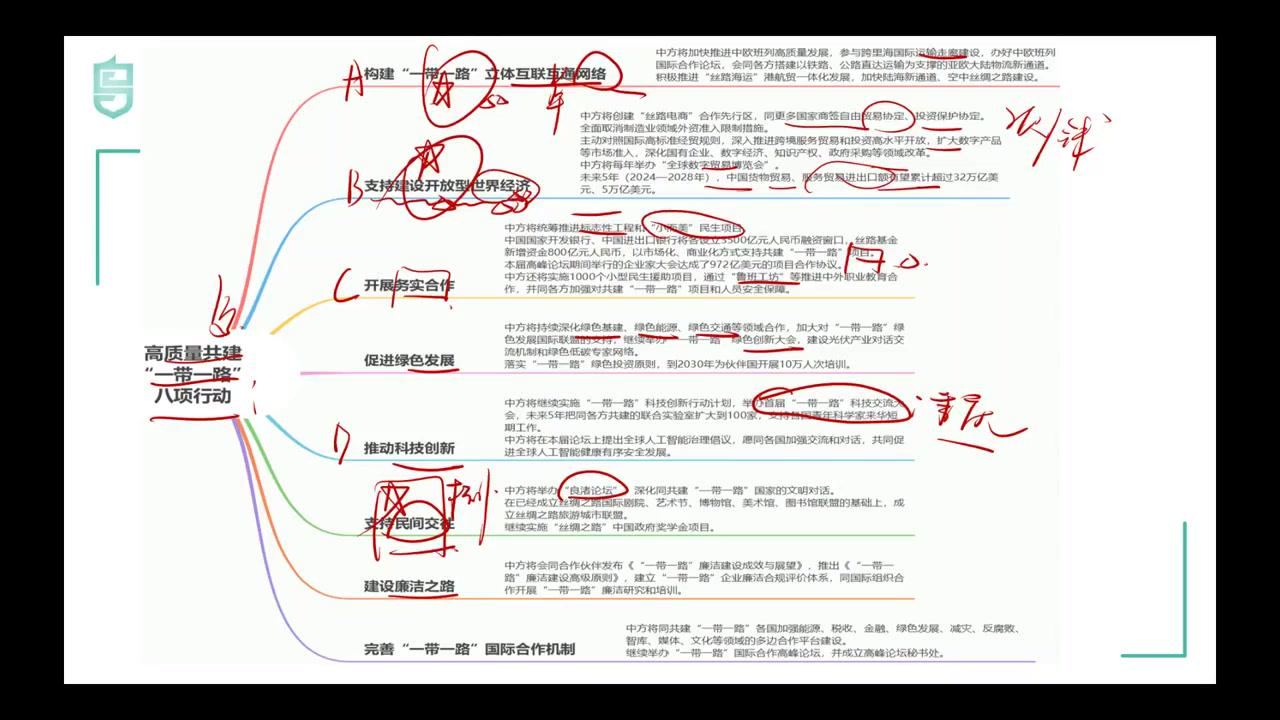 中方将加快推进中欧班列高质量发展，参与跨里海国际运输走廊建设，办好中欧班列
国际合作论坛，会同各方搭建以铁路、公路直达运输为支撑的亚欧大陆物流新通道。
积极推进“丝路海运”港航贸一体化发展，加快陆海新通道、空中丝绸之路建设。
A 构建“一带一路”立体互联互通网络
中方将创建“丝路电商”合作先行区，同更多国家商签自由贸易协定、投资保护协定。
全面取消制造业领域外资准入限制措施。
主动对照国际高标准经贸规则，深入推进跨境服务贸易和投资高水平开放，扩大数字产品
等市场准入，深化国有企业、数字经济、知识产权、政府采购等领域改革。
中方将每年举办“全球数字贸易博览会”。
未来5年（2024—2028年），中国货物贸易、服务贸易进出口额有望累计超过32万亿美
元、5万亿美元。
B 支持建设开放型世界经济
中方将统筹推进标志性工程和“小而美”民生项目
中国国家开发银行、中国进出口银行将各设立3500亿元人民币融资窗口，丝路基金
新增资金800亿元人民币，以市场化、商业化方式支持共建“一带一路”项目。
本届高峰论坛期间举行的企业家大会达成了972亿美元的项目合作协议。
中方还将实施1000个小型民生援助项目，通过“鲁班工坊”等推进中外职业教育合
作，并同各方加强对共建“一带一路”项目和人员安全保障。
C 开展务实合作
中方将持续深化绿色基建、绿色能源、绿色交通等领域合作，加大对“一带一路”绿
色发展国际联盟的支持，继续举办“一带一路”绿色创新大会，建设光伏产业对话交
流机制和绿色低碳专家网络。
落实“一带一路”绿色投资原则，到2030年为伙伴国开展10万人次培训。
促进绿色发展
高质量共建
“一带一路”
八项行动
中方将继续实施“一带一路”科技创新行动计划，举办首届“一带一路”科技交流大
会，未来5年把同各方共建的联合实验室扩大到100家，支持各国青年科学家来华短
期工作。
中方将在本届论坛上提出全球人工智能治理倡议，愿同各国加强交流和对话，共同促
进全球人工智能健康有序安全发展。
重庆
D 推动科技创新
中方将举办“良渚论坛”，深化同共建“一带一路”国家的文明对话。
在已经成立丝绸之路国际剧院、艺术节、博物馆、美术馆、图书馆联盟的基础上，成
立丝绸之路旅游城市联盟。
继续实施“丝绸之路”中国政府奖学金项目。
支持民间交往
中方将会同合作伙伴发布《“一带一路”廉洁建设成效与展望》，推出《“一带一
路”廉洁建设高级原则》，建立“一带一路”企业廉洁合规评价体系，同国际组织合
作开展“一带一路”廉洁研究和培训。
建设廉洁之路
中方将同共建“一带一路”各国加强能源、税收、金融、绿色发展、减灾、反腐败、
智库、媒体、文化等领域的多边合作平台建设。
继续举办“一带一路”国际合作高峰论坛，并成立高峰论坛秘书处。
完善“一带一路”国际合作机制